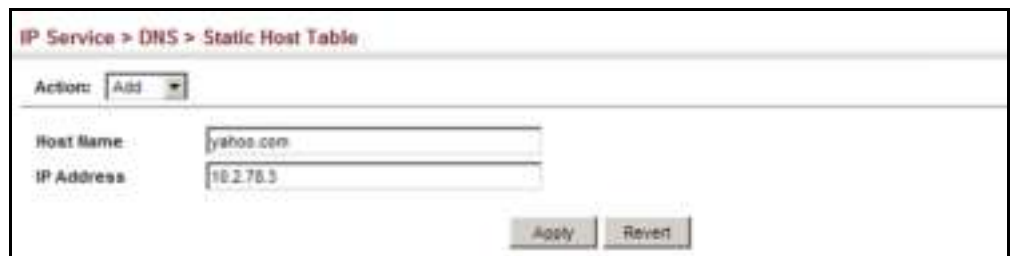 IP Service > DNS > Static Host Table
Action: Add
Host Name yahoo.com
IP Address 10.2.78.3
Apply Revert